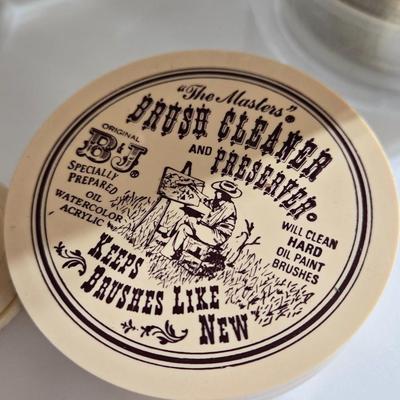 "The Masters"®
BRUSH CLEANER
AND
PRESERVER®
ORIGINAL
B&J®
SPECIALLY
PREPARED
OIL
WATERCOLOR
ACRYLIC
WILL CLEAN
HARD
OIL PAINT
BRUSHES
KEEPS
BRUSHES LIKE
NEW